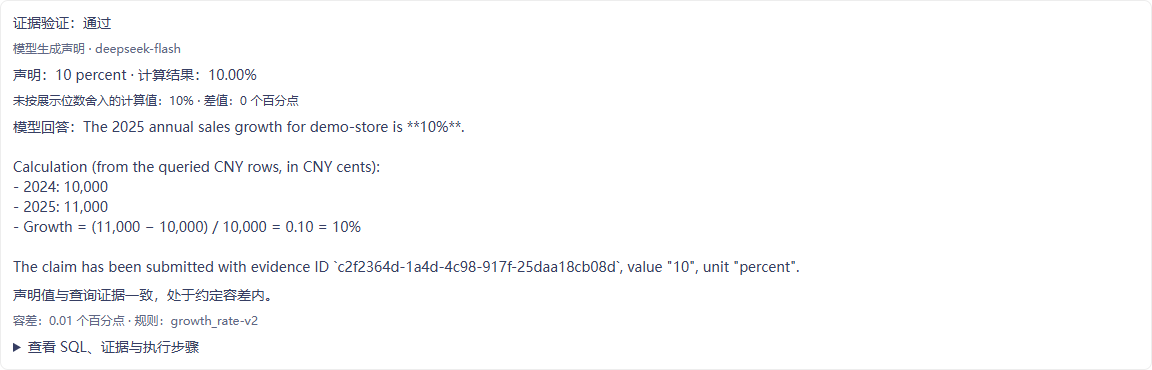 证据验证：通过
模型生成声明 · deepseek-flash
声明：10 percent · 计算结果：10.00%
未按展示位数舍入的计算值：10% · 差值：0 个百分点
模型回答：The 2025 annual sales growth for demo-store is **10%**.
Calculation (from the queried CNY rows, in CNY cents):
- 2024: 10,000
- 2025: 11,000
- Growth = (11,000 − 10,000) / 10,000 = 0.10 = 10%
The claim has been submitted with evidence ID `c2f2364d-1a4d-4c98-917f-25daa18cb08d`, value "10", unit "percent".
声明值与查询证据一致，处于约定容差内。
容差：0.01 个百分点 · 规则：growth_rate-v2
▶ 查看 SQL、证据与执行步骤